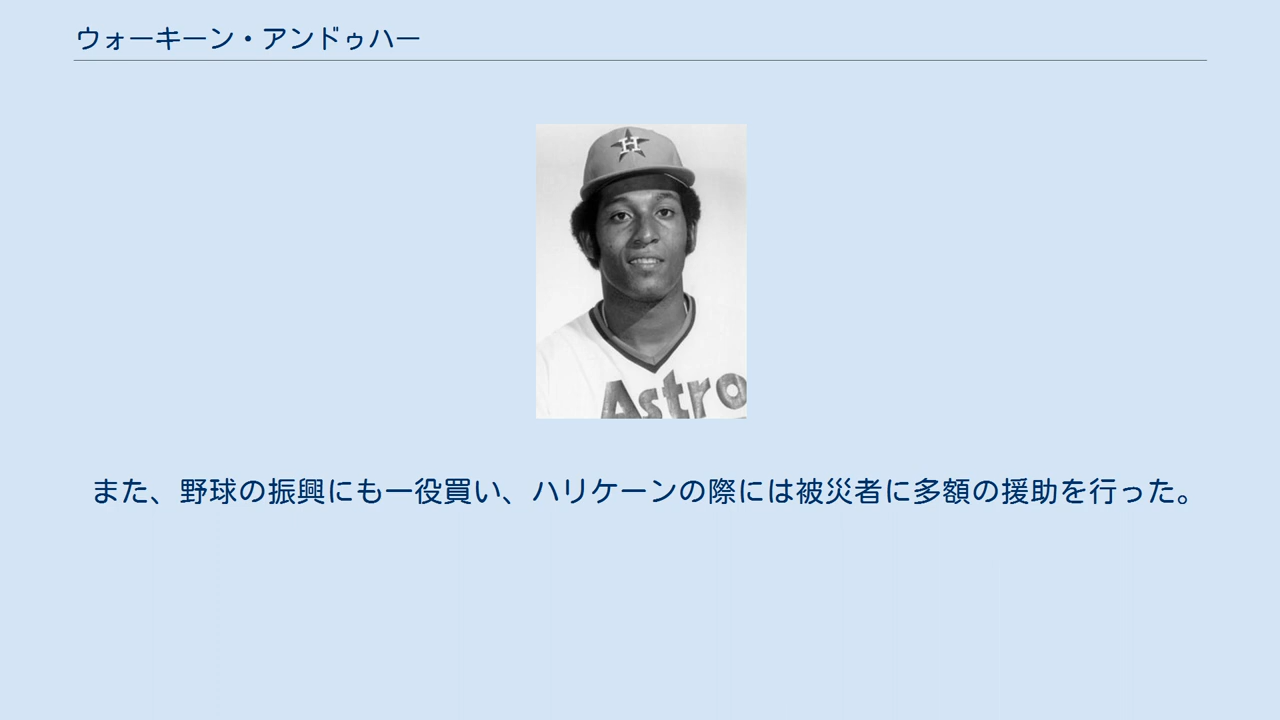 ウォーキーン・アンドゥハー
H
Astro
また、野球の振興にも一役買い、ハリケーンの際には被災者に多額の援助を行った。